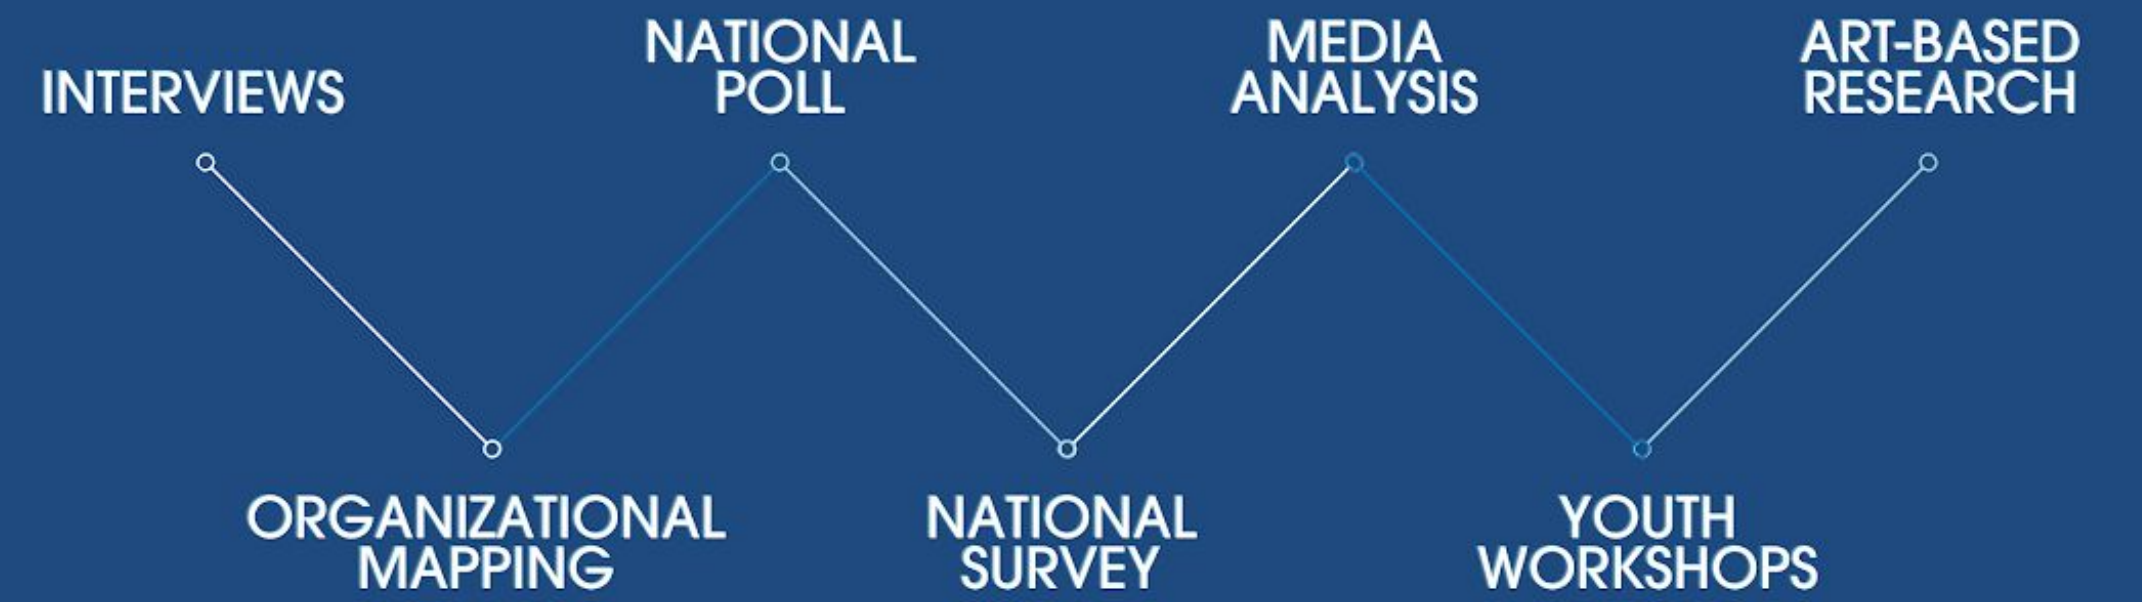 INTERVIEWS
ORGANIZATIONAL
MAPPING
NATIONAL
POLL
NATIONAL
SURVEY
MEDIA
ANALYSIS
YOUTH
WORKSHOPS
ART-BASED
RESEARCH